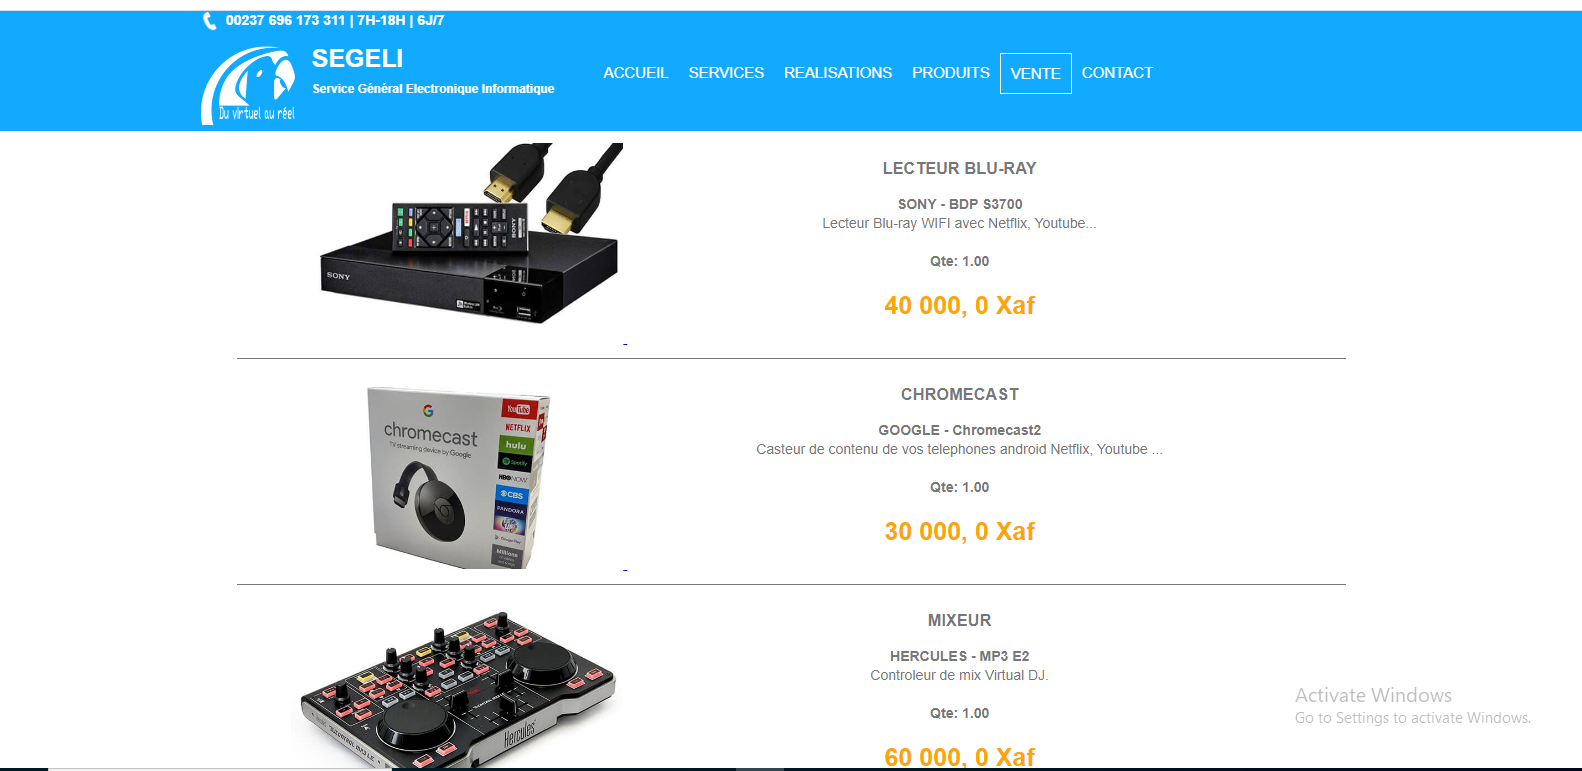 00237 696 173 311 | 7H-18H | 6J/7
SEGELI
Service Général Electronique Informatique
Du virtuel au réel
ACCUEIL SERVICES REALISATIONS PRODUITS VENTE CONTACT
LECTEUR BLU-RAY
SONY - BDP S3700
Lecteur Blu-ray WIFI avec Netflix, Youtube...
Qte: 1.00
40 000, 0 Xaf
SONY
SONY
CHROMECAST
GOOGLE - Chromecast2
Casteur de contenu de vos telephones android Netflix, Youtube ...
Qte: 1.00
30 000, 0 Xaf
G
chromecast
TV streaming device by Google
YouTube
NETFLIX
hulu
Spotify
HBO NOW
CBS
PANDORA
Google Play
Millions
MIXEUR
HERCULES - MP3 E2
Controleur de mix Virtual DJ.
Qte: 1.00
60 000, 0 Xaf
Hercules
Activate Windows
Go to Settings to activate Windows.